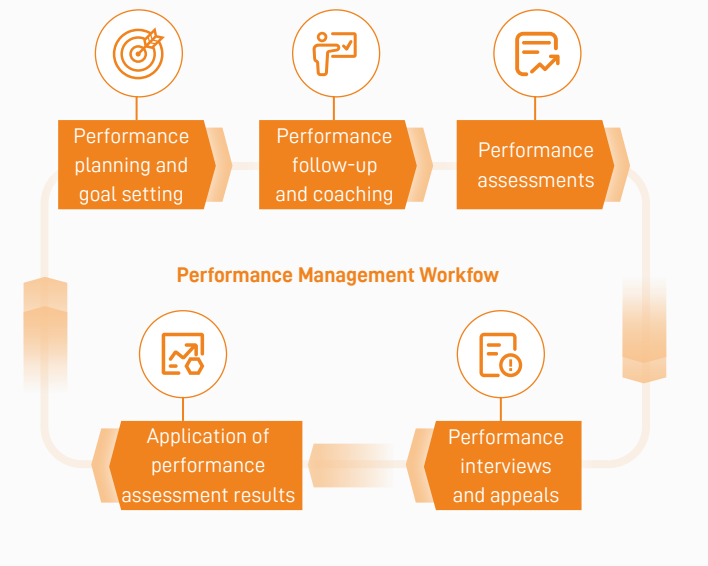 Performance
planning and
goal setting
Performance
follow-up
and coaching
Performance
assessments
Performance Management Workfow
Application of
performance
assessment results
Performance
interviews
and appeals